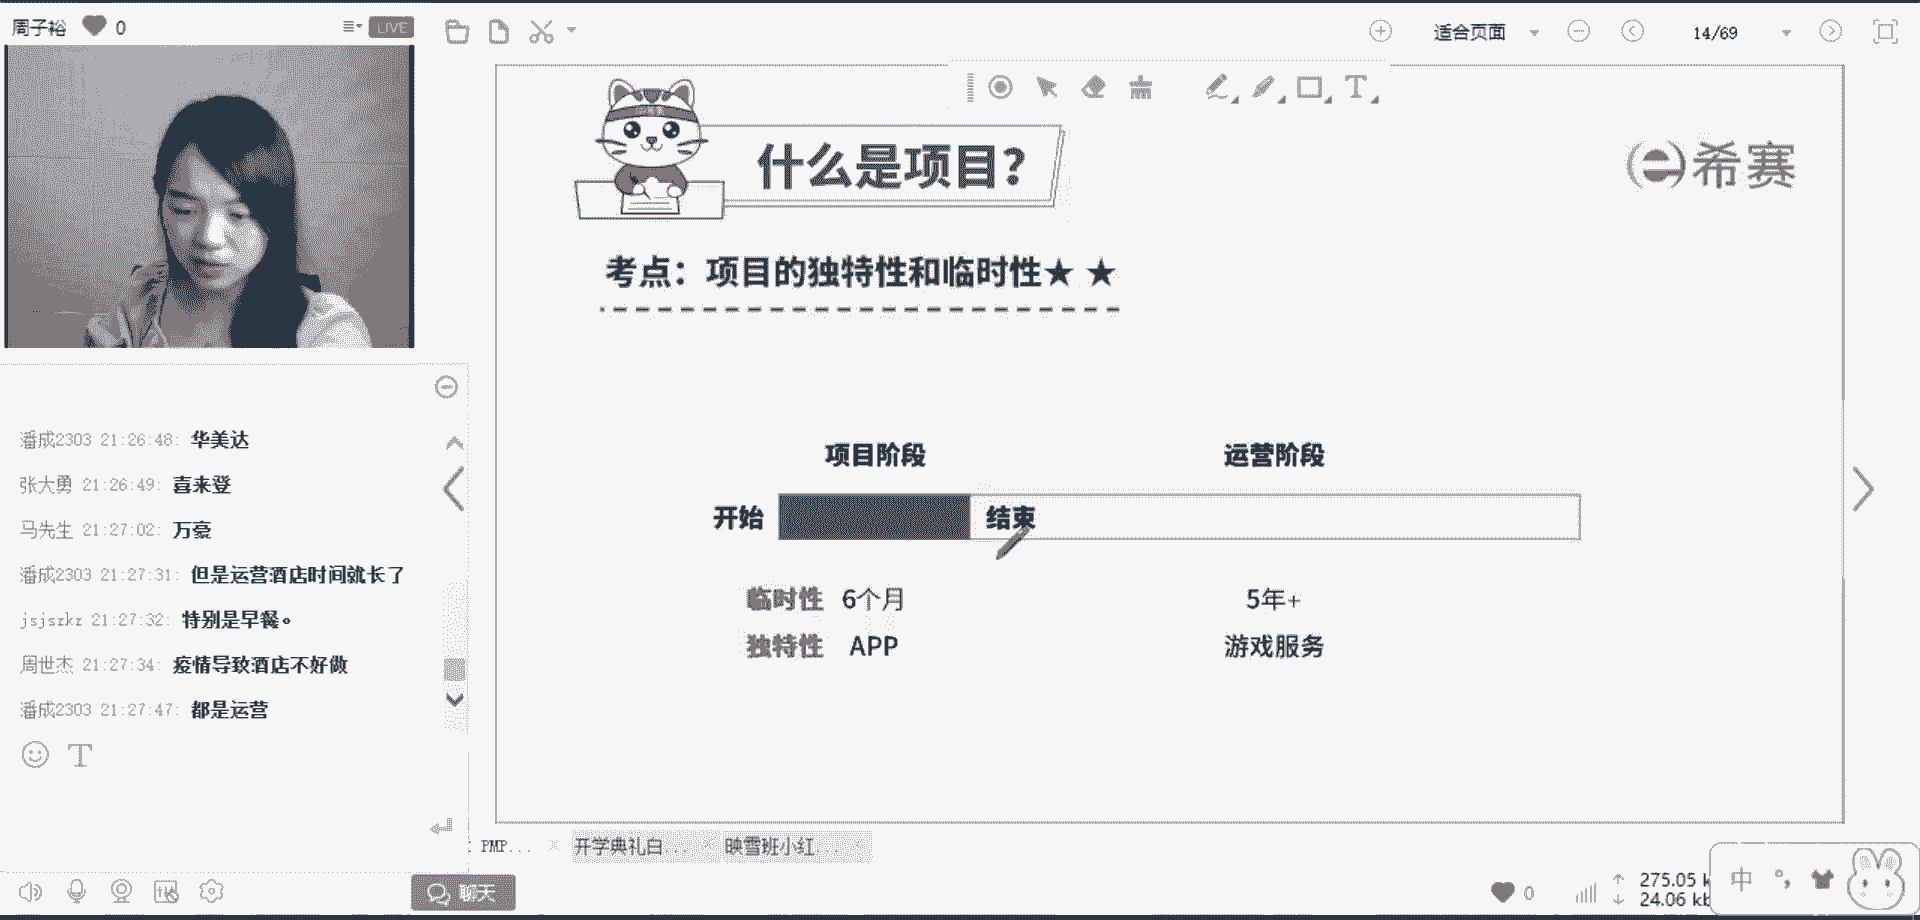 周子裕 0 LIVE
适合页面 14/69
什么是项目？
希赛
考点：项目的独特性和临时性★ ★
项目阶段 运营阶段
开始 结束
临时性 6个月 5年+
独特性 APP 游戏服务
潘成2303 21:26:48: 华美达
张大勇 21:26:49: 喜来登
马先生 21:27:02: 万豪
潘成2303 21:27:31: 但是运营酒店时间就长了
jsjszkz 21:27:32: 特别是早餐。
周世杰 21:27:34: 疫情导致酒店不好做
潘成2303 21:27:47: 都是运营
T
PMP... 开学典礼白... 映雪班小红...
聊天
0
275.05 k
24.06 kb
中